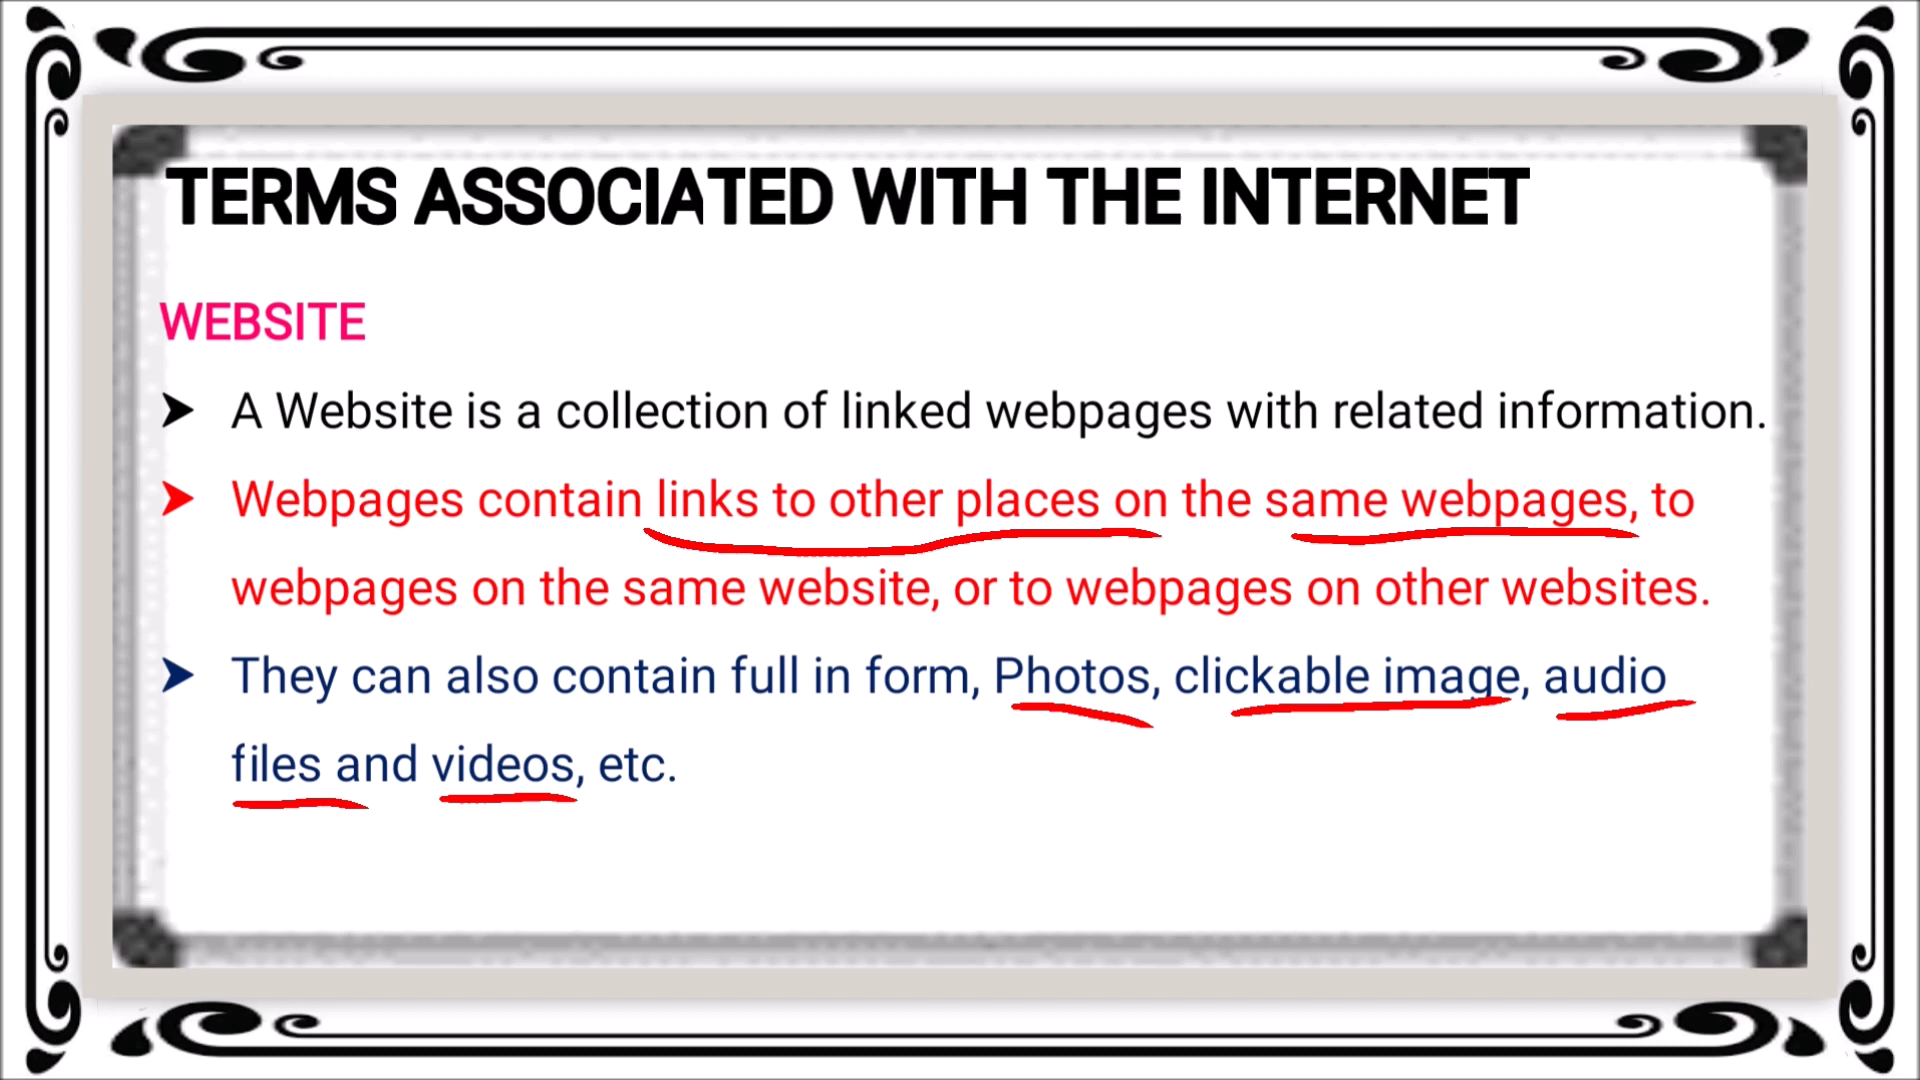 TERMS ASSOCIATED WITH THE INTERNET
WEBSITE
➤ A Website is a collection of linked webpages with related information.
➤ Webpages contain links to other places on the same webpages, to
webpages on the same website, or to webpages on other websites.
➤ They can also contain full in form, Photos, clickable image, audio
files and videos, etc.